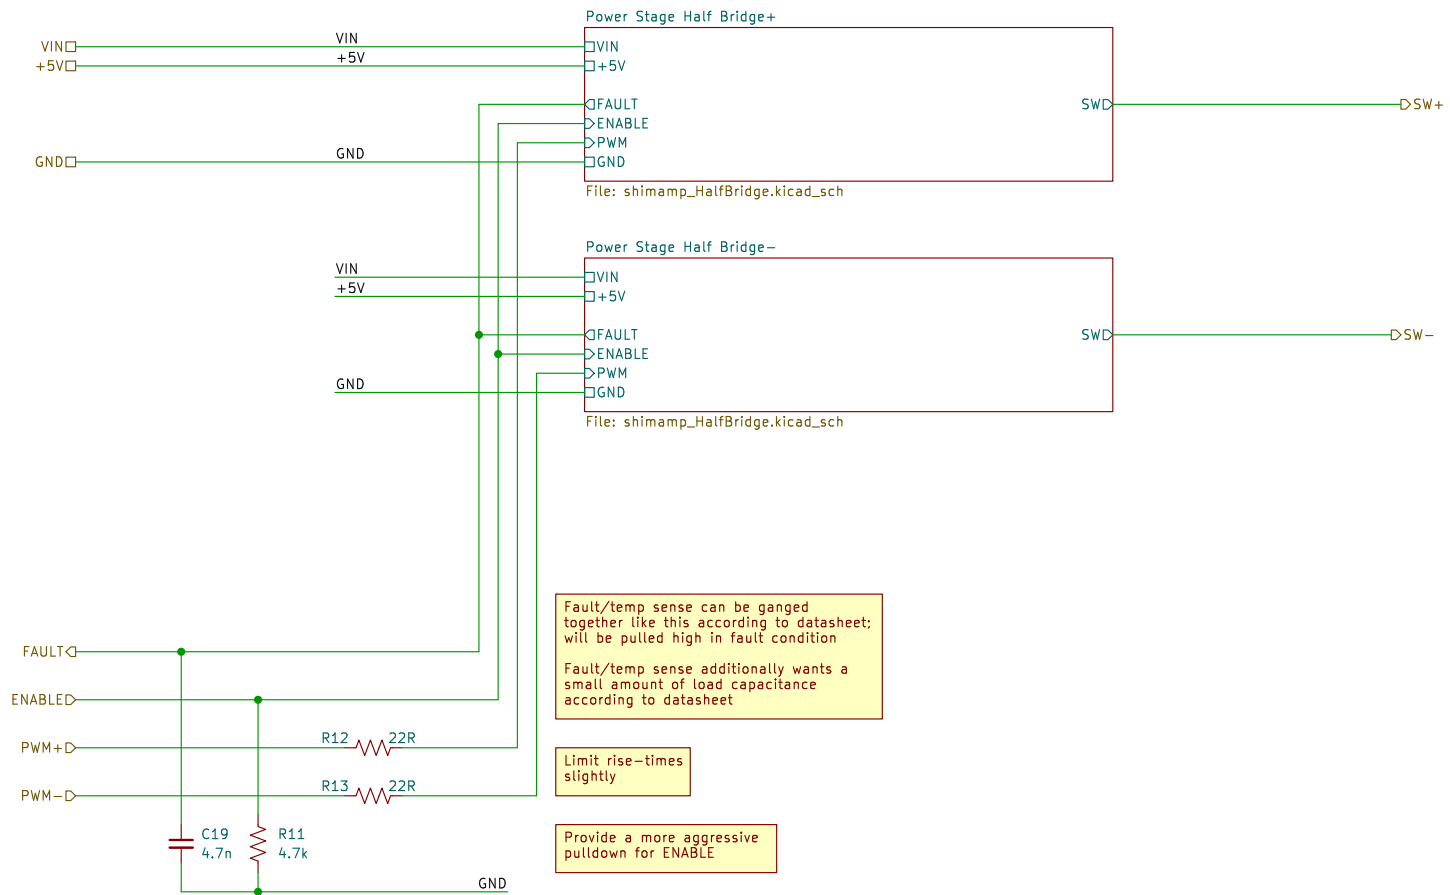 Power Stage Half Bridge+
VIN
VIN
VIN
+5V
+5V
+5V
FAULT
SW
SW+
ENABLE
PWM
GND
GND
GND
File: shimamp_HalfBridge.kicad_sch
Power Stage Half Bridge-
VIN
VIN
+5V
+5V
FAULT
SW
SW-
ENABLE
PWM
GND
GND
File: shimamp_HalfBridge.kicad_sch
Fault/temp sense can be ganged
together like this according to datasheet;
will be pulled high in fault condition
Fault/temp sense additionally wants a
small amount of load capacitance
according to datasheet
FAULT
ENABLE
PWM+
R12
22R
Limit rise-times
slightly
PWM-
R13
22R
C19
4.7n
R11
4.7k
Provide a more aggressive
pulldown for ENABLE
GND